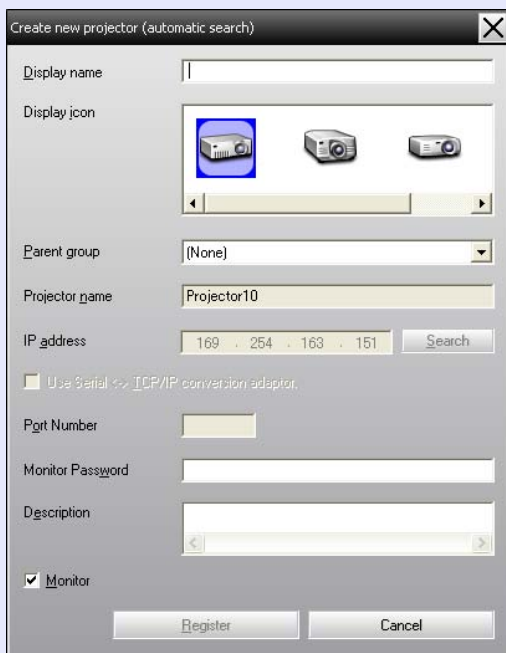 Create new projector (automatic search)
Display name
Display icon
Parent group (None)
Projector name Projector10
IP address 169 . 254 . 163 . 151 Search
Use Serial <-> TCP/IP conversion adaptor.
Port Number
Monitor Password
Description
Monitor
Register Cancel